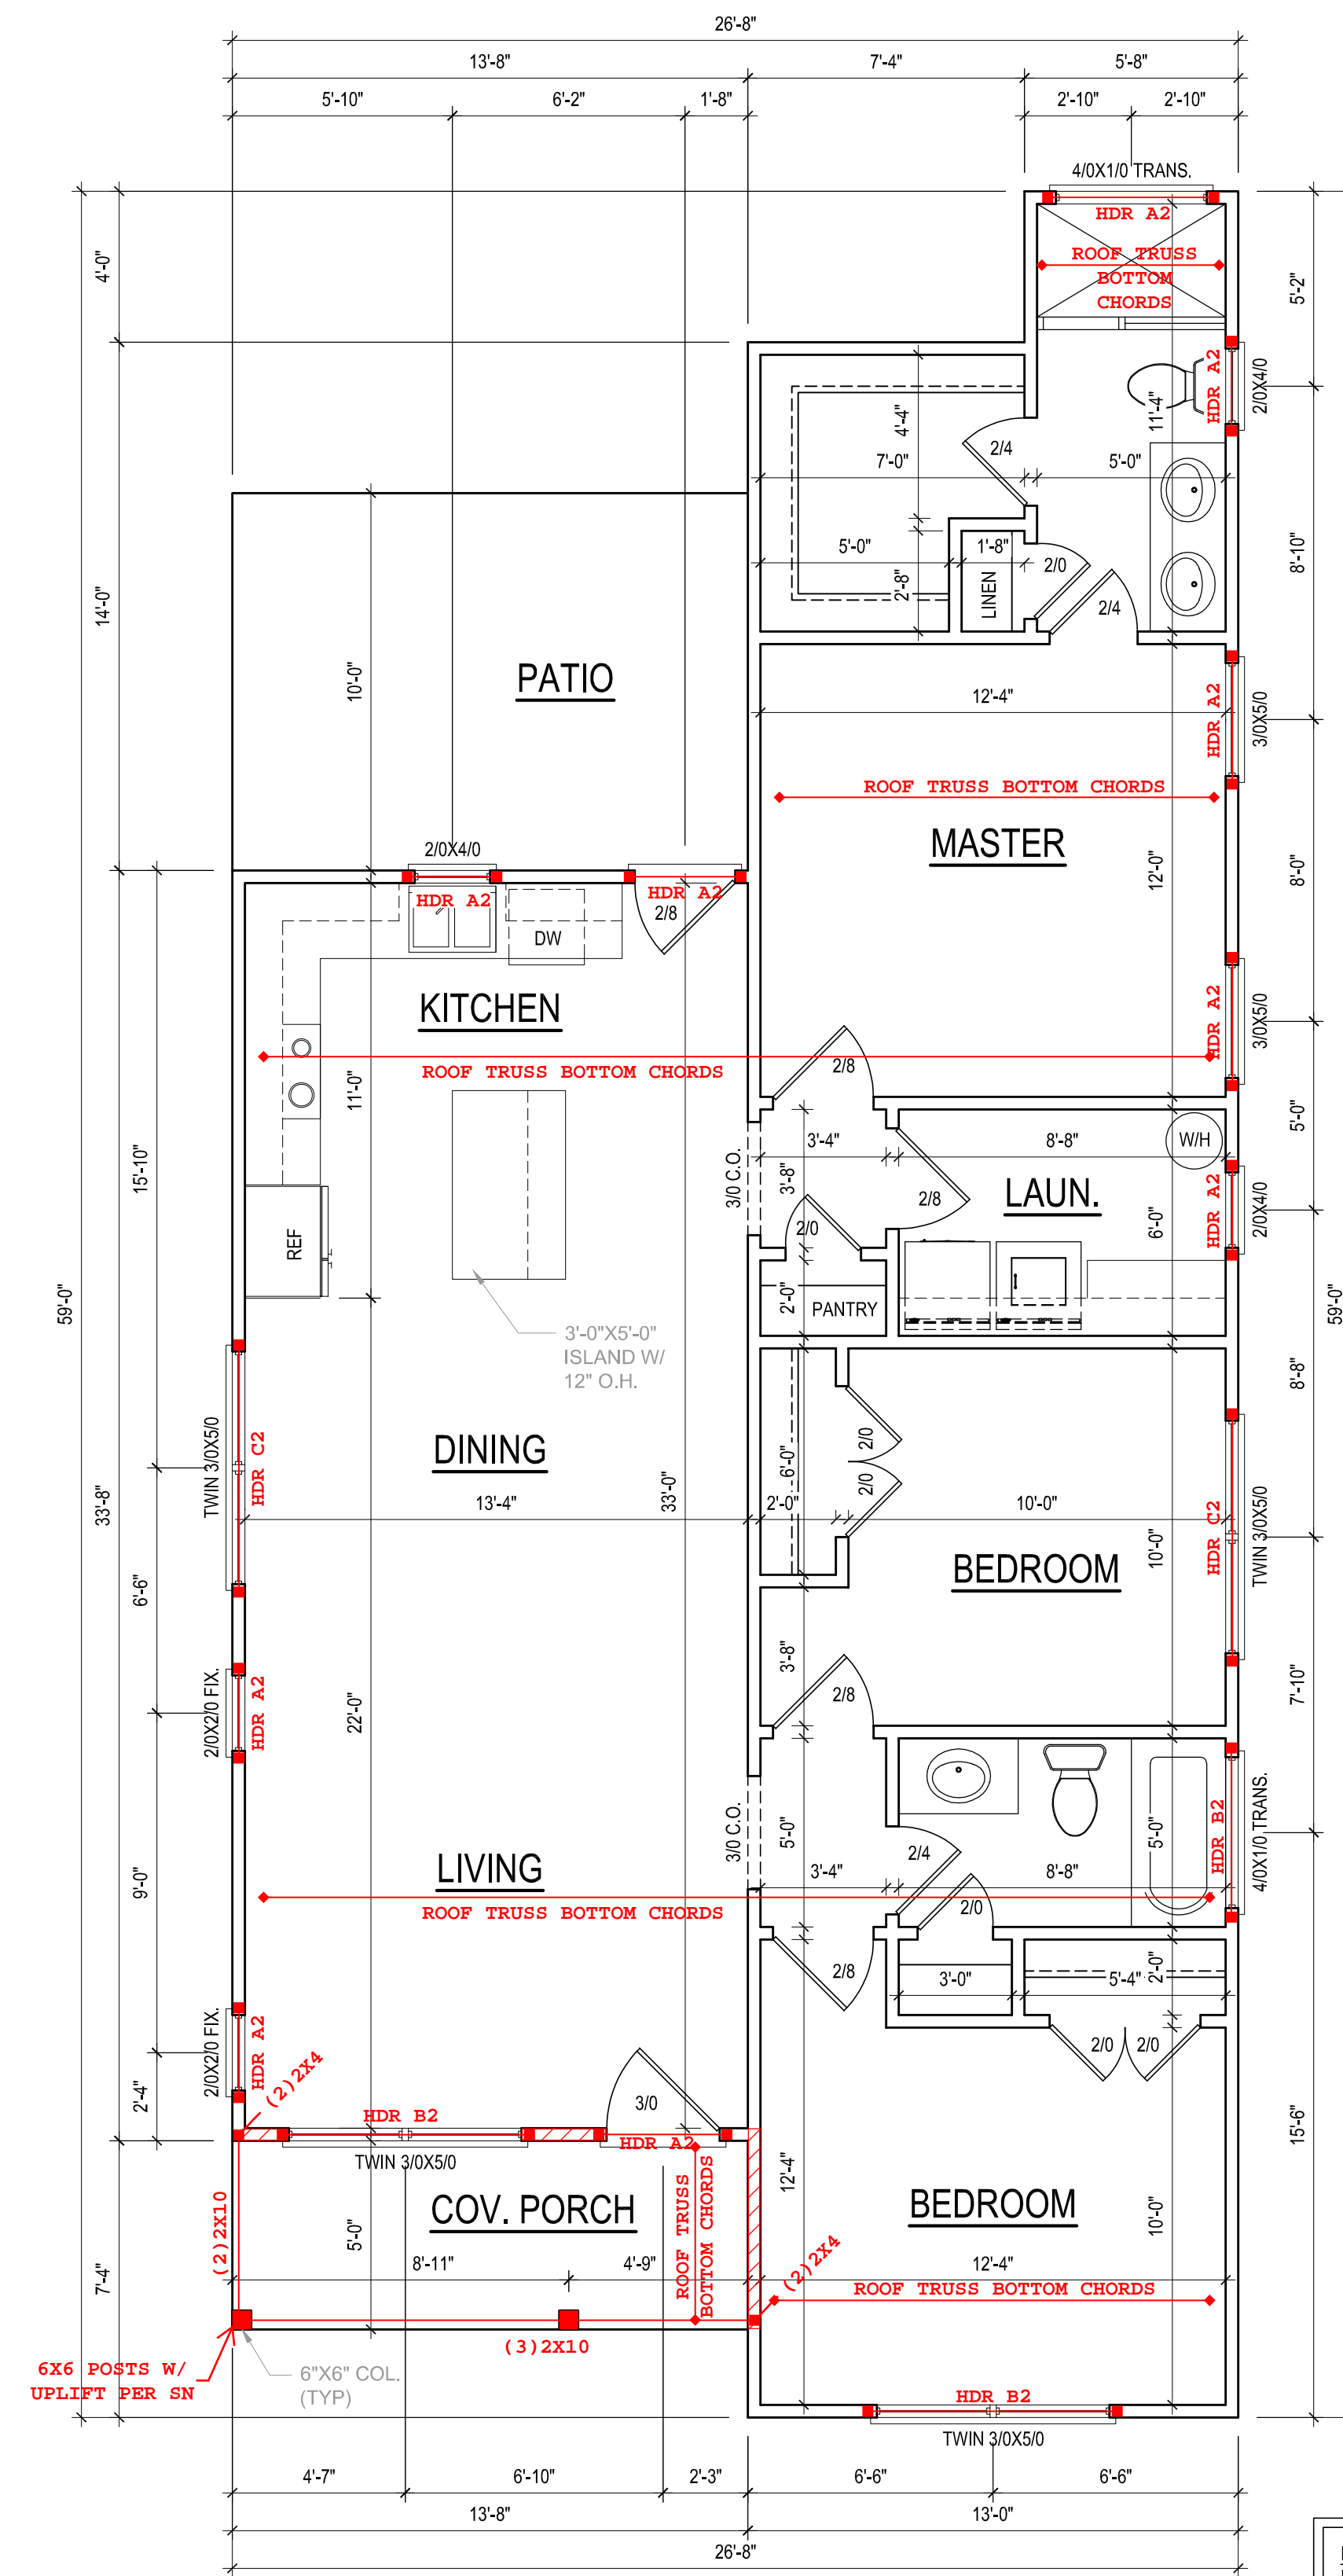 26'-8"
13'-8"
7'-4"
5'-8"
5'-10"
6'-2"
1'-8"
2'-10"
2'-10"
4/0X1/0 TRANS.
HDR A2
ROOF TRUSS
BOTTOM
CHORDS
4'-0"
5'-2"
HDR A2
2/0X4/0
11'-4"
4'-4"
2/4
7'-0"
5'-0"
8'-10"
5'-0"
1'-8"
2/0
2'-8"
LINEN
2/4
14'-0"
10'-0"
PATIO
12'-4"
HDR A2
3/0X5/0
ROOF TRUSS BOTTOM CHORDS
MASTER
12'-0"
8'-0"
2/0X4/0
HDR A2
HDR A2
2/8
DW
KITCHEN
HDR A2
3/0X5/0
ROOF TRUSS BOTTOM CHORDS
2/8
11'-0"
5'-0"
15'-10"
3/0 C.O.
3'-4"
3'-8"
8'-8"
W/H
LAUN.
2/8
2/0
6'-0"
HDR A2
2/0X4/0
REF
2'-0"
PANTRY
59'-0"
59'-0"
3'-0"X5'-0"
ISLAND W/
12" O.H.
8'-8"
TWIN 3/0X5/0
HDR C2
DINING
2/0
2/0
6'-0"
33'-8"
13'-4"
33'-0"
2'-0"
10'-0"
HDR C2
TWIN 3/0X5/0
10'-0"
BEDROOM
6'-6"
3'-8"
2/8
2/0X2/0 FIX.
HDR A2
22'-0"
7'-10"
3/0 C.O.
5'-0"
2/4
5'-0"
HDR B2
4/0X1/0 TRANS.
9'-0"
LIVING
3'-4"
8'-8"
ROOF TRUSS BOTTOM CHORDS
2/0
2/8
3'-0"
5'-4"
2'-0"
2/0X2/0 FIX.
HDR A2
2/0
2/0
2'-4"
(2)2X4
3/0
HDR B2
HDR A2
TWIN 3/0X5/0
15'-6"
12'-4"
(2)2X10
COV. PORCH
ROOF TRUSS
BOTTOM CHORDS
BEDROOM
10'-0"
5'-0"
8'-11"
4'-9"
(2)2X4
12'-4"
7'-4"
ROOF TRUSS BOTTOM CHORDS
(3)2X10
6X6 POSTS W/
UPLIFT PER SN
6"X6" COL.
(TYP)
HDR B2
TWIN 3/0X5/0
4'-7"
6'-10"
2'-3"
6'-6"
6'-6"
13'-8"
13'-0"
26'-8"